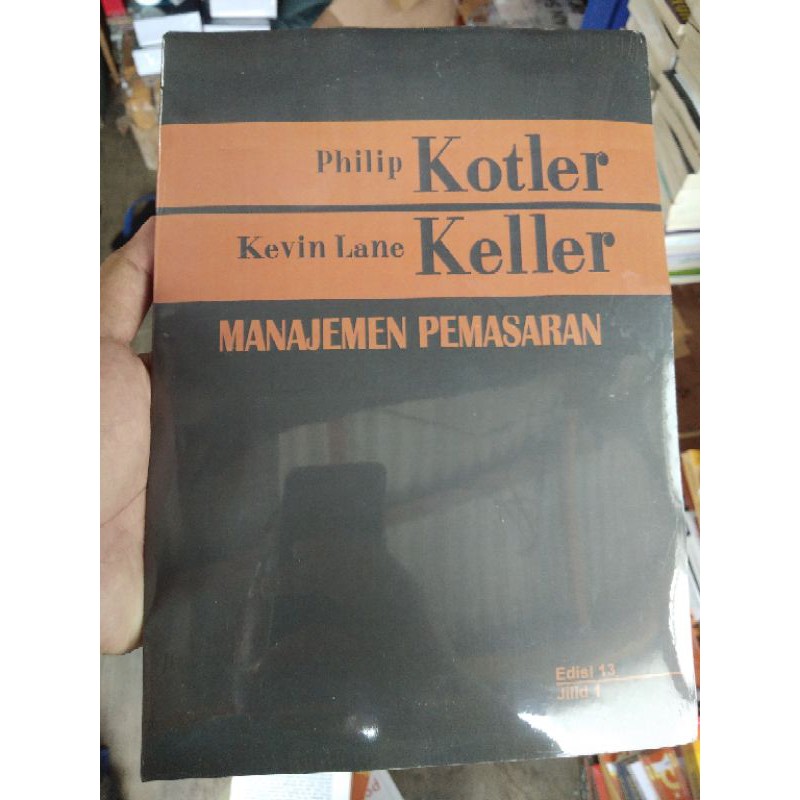 Philip Kotler
Kevin Lane Keller
MANAJEMEN PEMASARAN
Edisi 13
Jilid 1